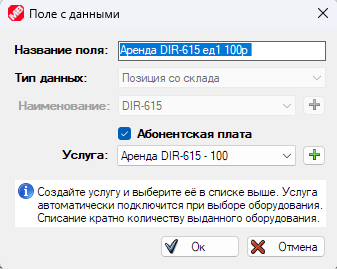 Поле с данными
Название поля: Аренда DIR-615 ед1 100р
Тип данных: Позиция со склада
Наименование: DIR-615
Абонентская плата
Услуга: Аренда DIR-615 - 100
Создайте услугу и выберите её в списке выше. Услуга
автоматически подключится при выборе оборудования.
Списание кратно количеству выданного оборудования.
Ок Отмена